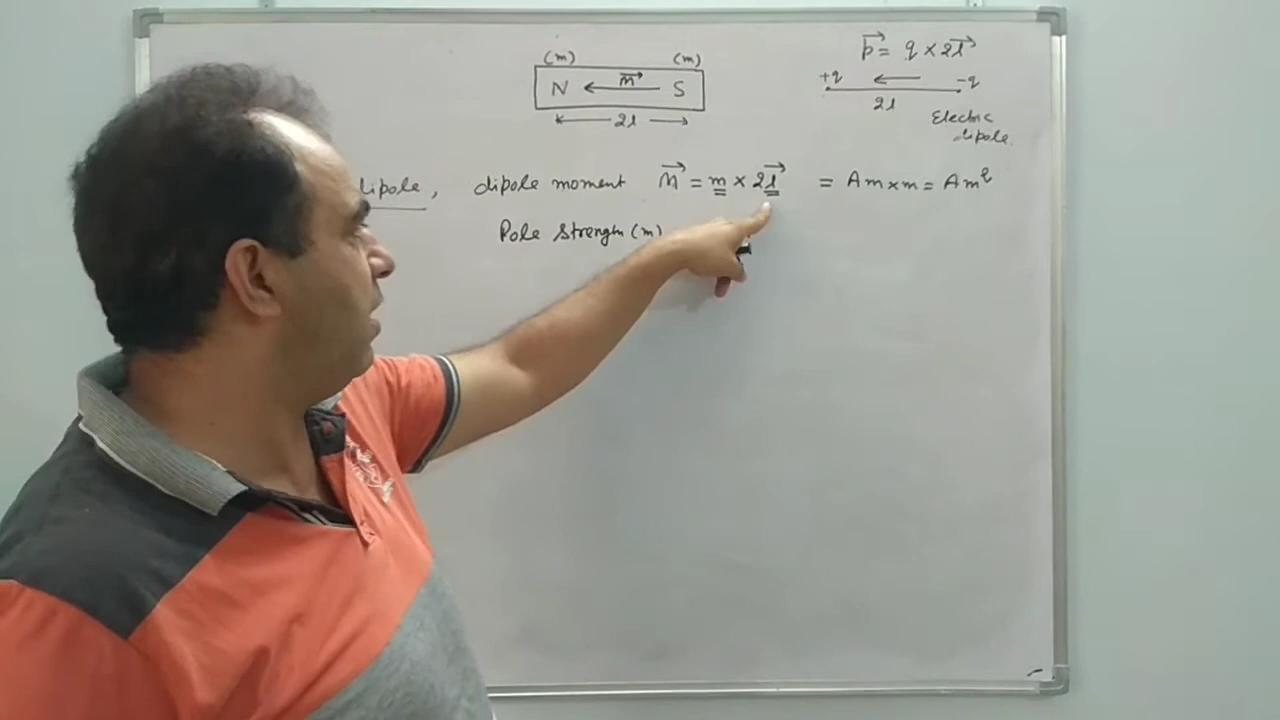 (m) (m)
N M⃗ S
2l
p⃗ = q × 2l⃗
+q -q
2l
Electric
dipole
dipole, dipole moment M⃗ = m × 2l⃗ = Am×m = Am²
Pole Strength (m)